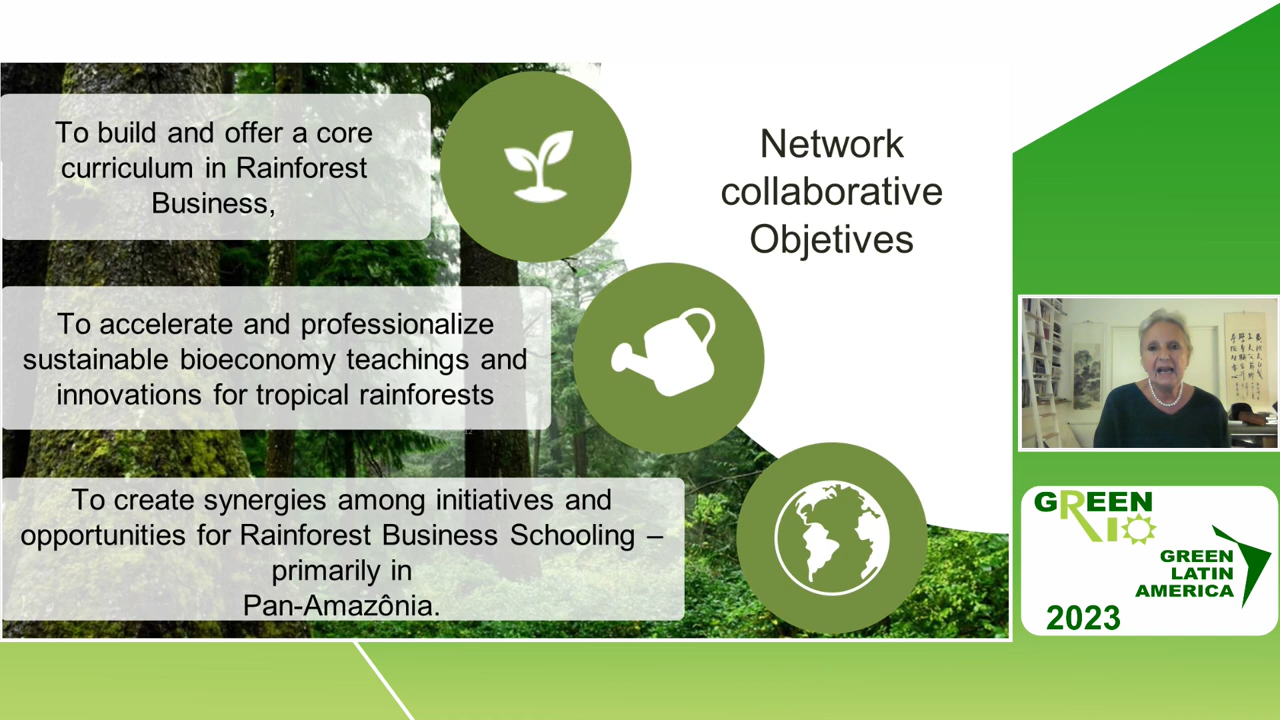 To build and offer a core
curriculum in Rainforest
Business,
Network
collaborative
Objetives
To accelerate and professionalize
sustainable bioeconomy teachings and
innovations for tropical rainforests
12
To create synergies among initiatives and
opportunities for Rainforest Business Schooling –
primarily in
Pan-Amazônia.
GREEN
RIO
GREEN
LATIN
AMERICA
2023